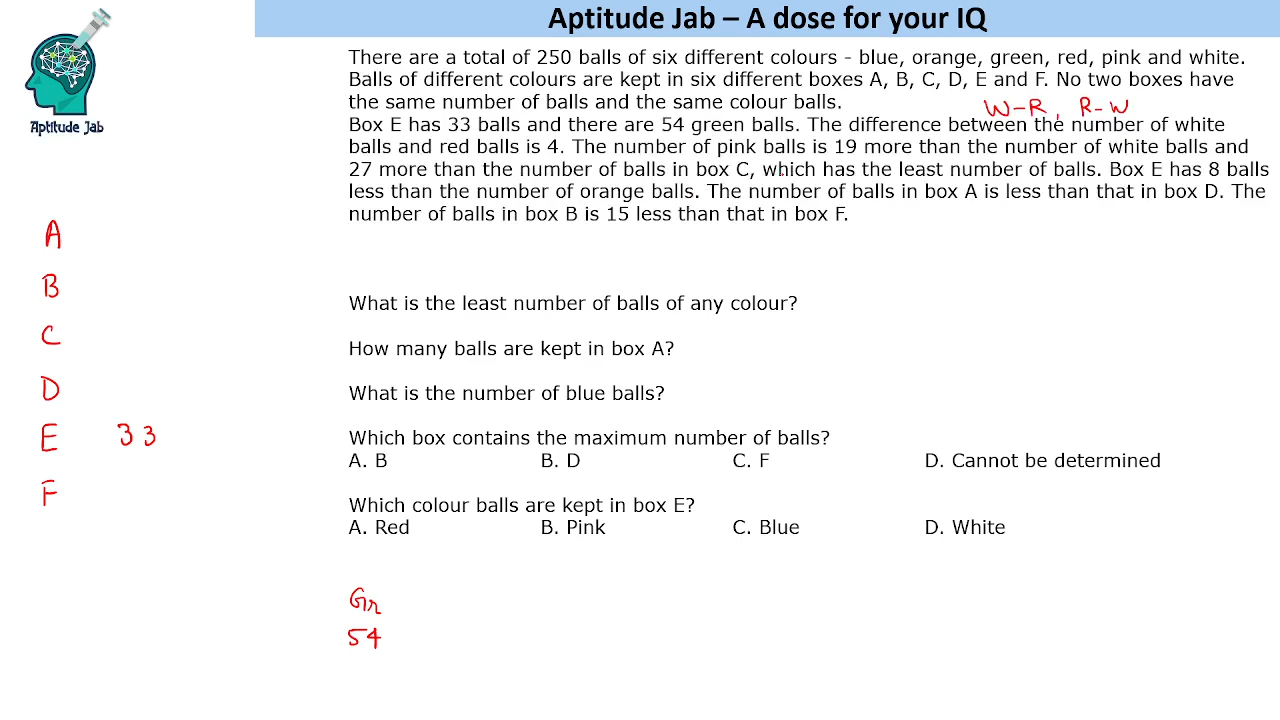 Aptitude Jab – A dose for your IQ
Aptitude Jab
There are a total of 250 balls of six different colours - blue, orange, green, red, pink and white.
Balls of different colours are kept in six different boxes A, B, C, D, E and F. No two boxes have
the same number of balls and the same colour balls.
W-R, R-W
Box E has 33 balls and there are 54 green balls. The difference between the number of white
balls and red balls is 4. The number of pink balls is 19 more than the number of white balls and
27 more than the number of balls in box C, which has the least number of balls. Box E has 8 balls
less than the number of orange balls. The number of balls in box A is less than that in box D. The
number of balls in box B is 15 less than that in box F.
A
B
C
D
E 33
F
What is the least number of balls of any colour?
How many balls are kept in box A?
What is the number of blue balls?
Which box contains the maximum number of balls?
A. B B. D C. F D. Cannot be determined
Which colour balls are kept in box E?
A. Red B. Pink C. Blue D. White
Gr
54